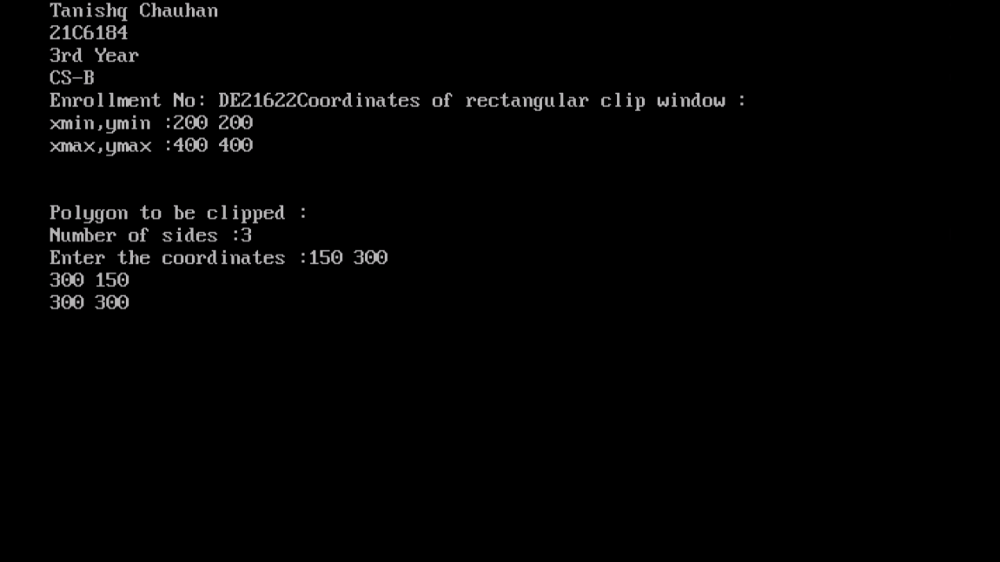 Tanishq Chauhan
21C6184
3rd Year
CS-B
Enrollment No: DE21622Coordinates of rectangular clip window :
xmin,ymin :200 200
xmax,ymax :400 400
Polygon to be clipped :
Number of sides :3
Enter the coordinates :150 300
300 150
300 300